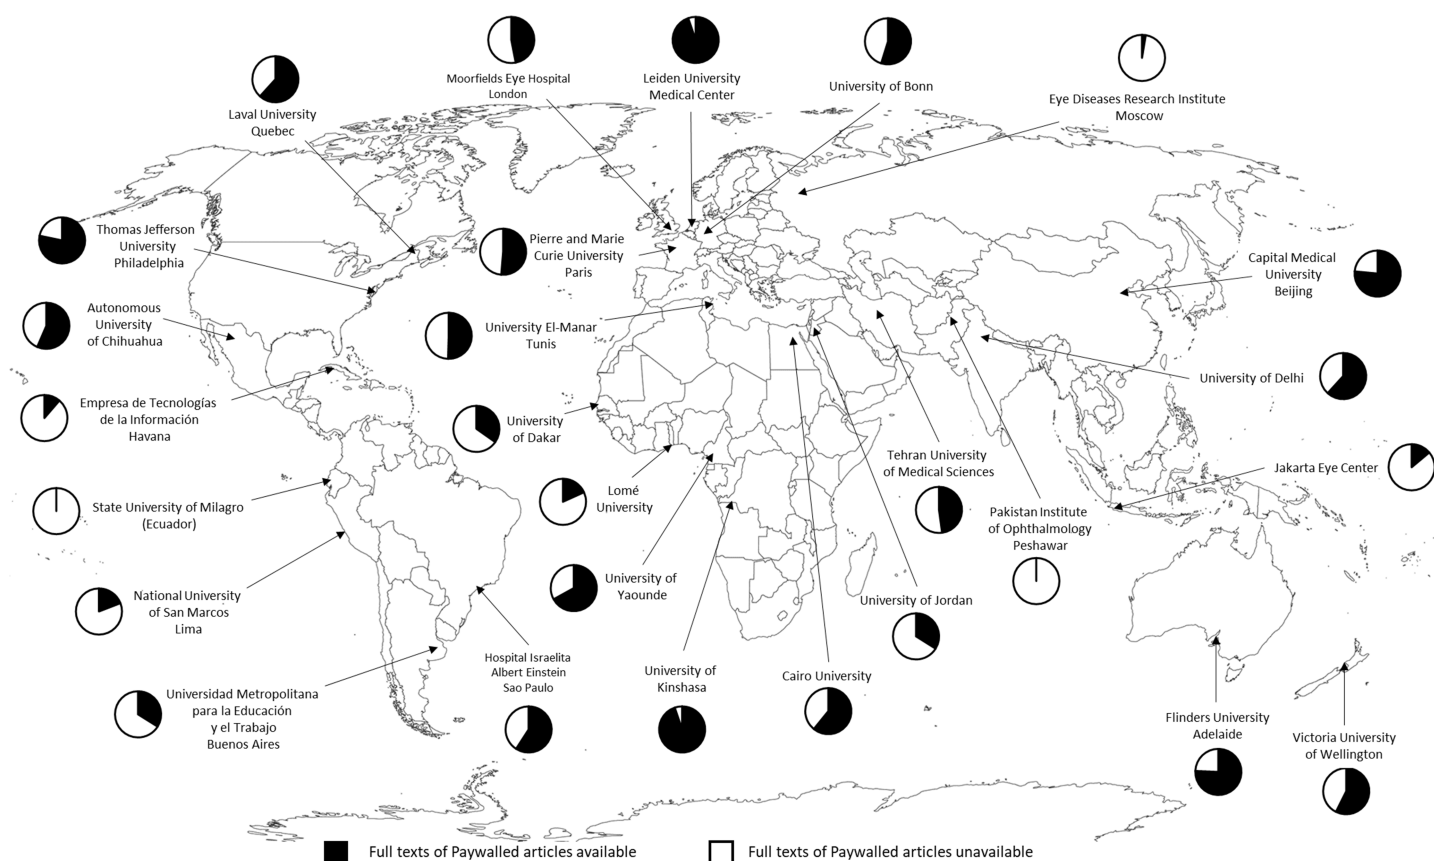 Moorfields Eye Hospital
London
Leiden University
Medical Center
University of Bonn
Eye Diseases Research Institute
Moscow
Laval University
Quebec
Thomas Jefferson
University
Philadelphia
Pierre and Marie
Curie University
Paris
Capital Medical
University
Beijing
Autonomous
University
of Chihuahua
University El-Manar
Tunis
University of Delhi
Empresa de Tecnologías
de la Información
Havana
University
of Dakar
Tehran University
of Medical Sciences
Jakarta Eye Center
State University of Milagro
(Ecuador)
Lomé
University
Pakistan Institute
of Ophthalmology
Peshawar
National University
of San Marcos
Lima
University of
Yaounde
University of Jordan
Hospital Israelita
Albert Einstein
Sao Paulo
University of
Kinshasa
Cairo University
Universidad Metropolitana
para la Educación
y el Trabajo
Buenos Aires
Flinders University
Adelaide
Victoria University
of Wellington
Full texts of Paywalled articles available
Full texts of Paywalled articles unavailable